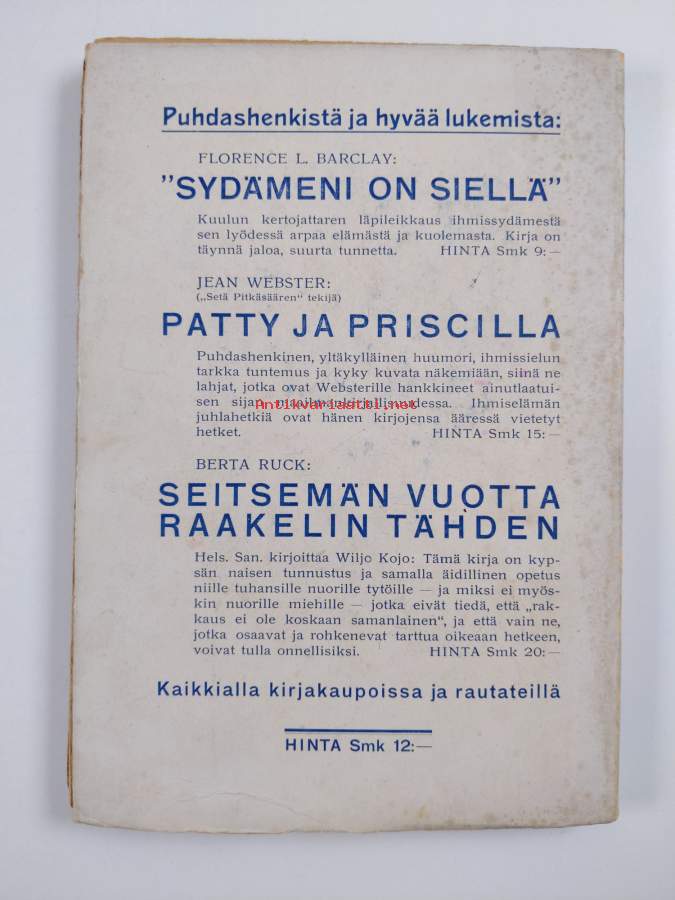 Puhdashenkistä ja hyvää lukemista:
FLORENCE L. BARCLAY:
”SYDÄMENI ON SIELLÄ”
Kuulun kertojattaren läpileikkaus ihmissydämestä
sen lyödessä arpaa elämästä ja kuolemasta. Kirja on
täynnä jaloa, suurta tunnetta. HINTA Smk 9:—
JEAN WEBSTER:
(„Setä Pitkäsäären“ tekijä)
PATTY JA PRISCILLA
Puhdashenkinen, yltäkylläinen huumori, ihmissielun
tarkka tuntemus ja kyky kuvata näkemiään, siinä ne
lahjat, jotka ovat Websterille hankkineet ainutlaatui-
sen sijan maailmankirjallisuudessa. Ihmiselämän
Antikvariaatti.net
juhlahetkiä ovat hänen kirjojensa ääressä vietetyt
hetket. HINTA Smk 15:—
BERTA RUCK:
SEITSEMÄN VUOTTA
RAAKELIN TÄHDEN
Hels. San. kirjoittaa Wiljo Kojo: Tämä kirja on kyp-
sän naisen tunnustus ja samalla äidillinen opetus
niille tuhansille nuorille tytöille — ja miksi ei myös-
kin nuorille miehille — jotka eivät tiedä, että „rak-
kaus ei ole koskaan samanlainen“, ja että vain ne,
jotka osaavat ja rohkenevat tarttua oikeaan hetkeen,
voivat tulla onnellisiksi. HINTA Smk 20:—
Kaikkialla kirjakaupoissa ja rautateillä
HINTA Smk 12:—